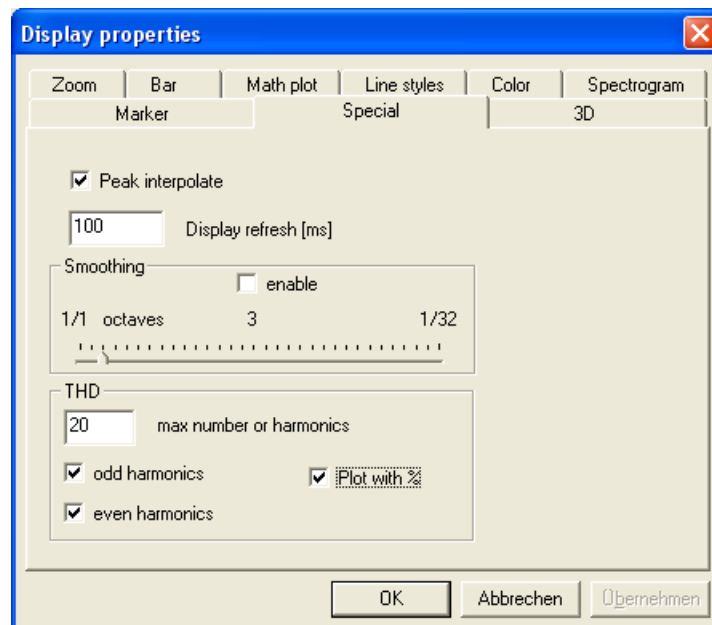 Display properties
Zoom Bar Math plot Line styles Color Spectrogram
Marker Special 3D
Peak interpolate
100 Display refresh [ms]
Smoothing
enable
1/1 octaves 3 1/32
THD
20 max number or harmonics
odd harmonics Plot with %
even harmonics
OK Abbrechen Übernehmen